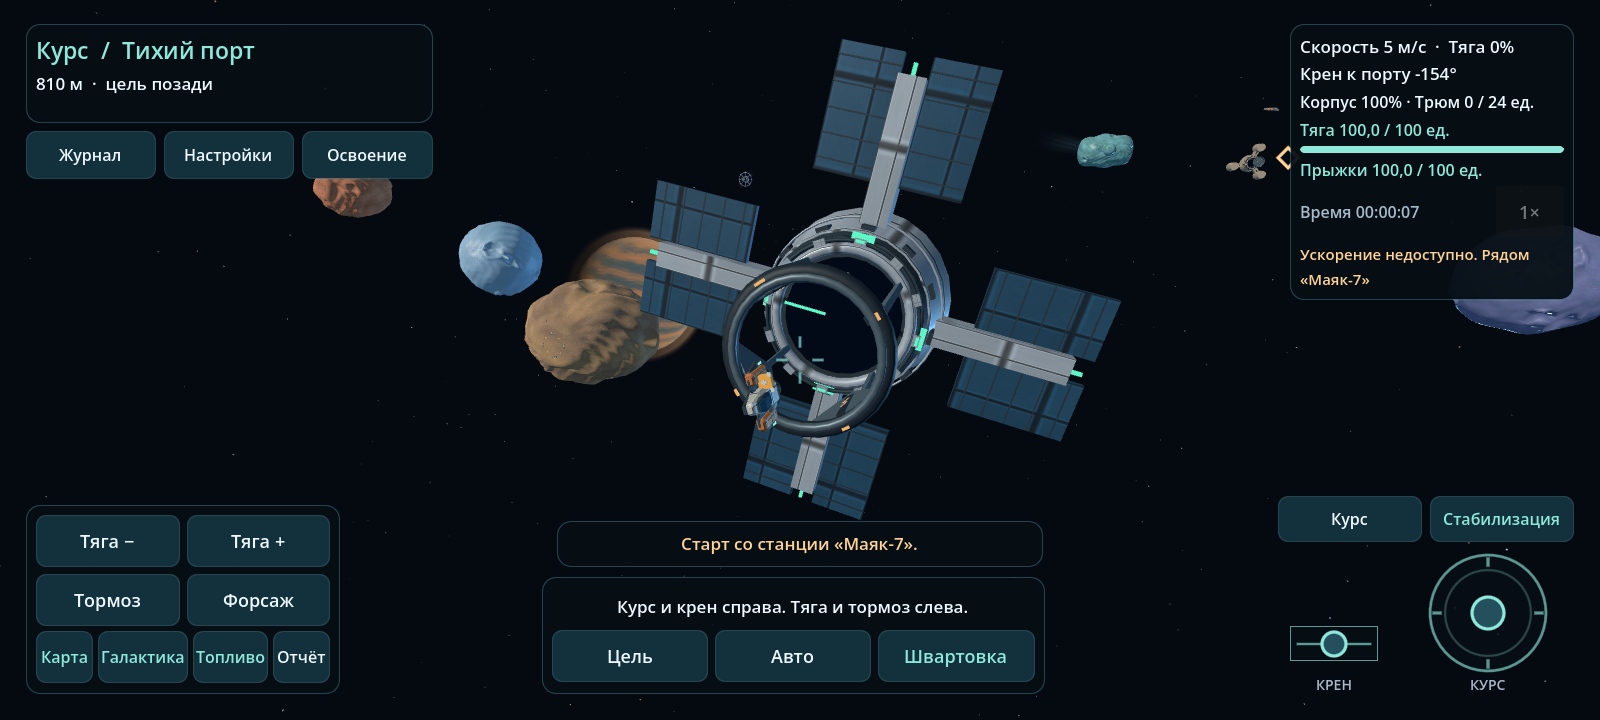 Курс / Тихий порт
810 м · цель позади
Журнал
Настройки
Освоение
Скорость 5 м/с · Тяга 0%
Крен к порту -154°
Корпус 100% · Трюм 0 / 24 ед.
Тяга 100,0 / 100 ед.
Прыжки 100,0 / 100 ед.
Время 00:00:07
1×
Ускорение недоступно. Рядом
«Маяк-7»
Тяга −
Тяга +
Тормоз
Форсаж
Карта
Галактика
Топливо
Отчёт
Старт со станции «Маяк-7».
Курс и крен справа. Тяга и тормоз слева.
Цель
Авто
Швартовка
Курс
Стабилизация
КРЕН
КУРС